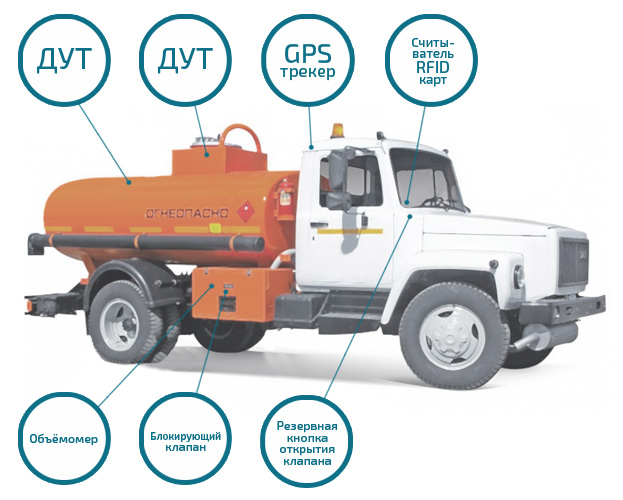 ДУТ
ДУТ
GPS
трекер
Считы-
ватель
RFID
карт
ОГНЕОПАСНО
Объёмомер
Блокирующий
клапан
Резервная
кнопка
открытия
клапана